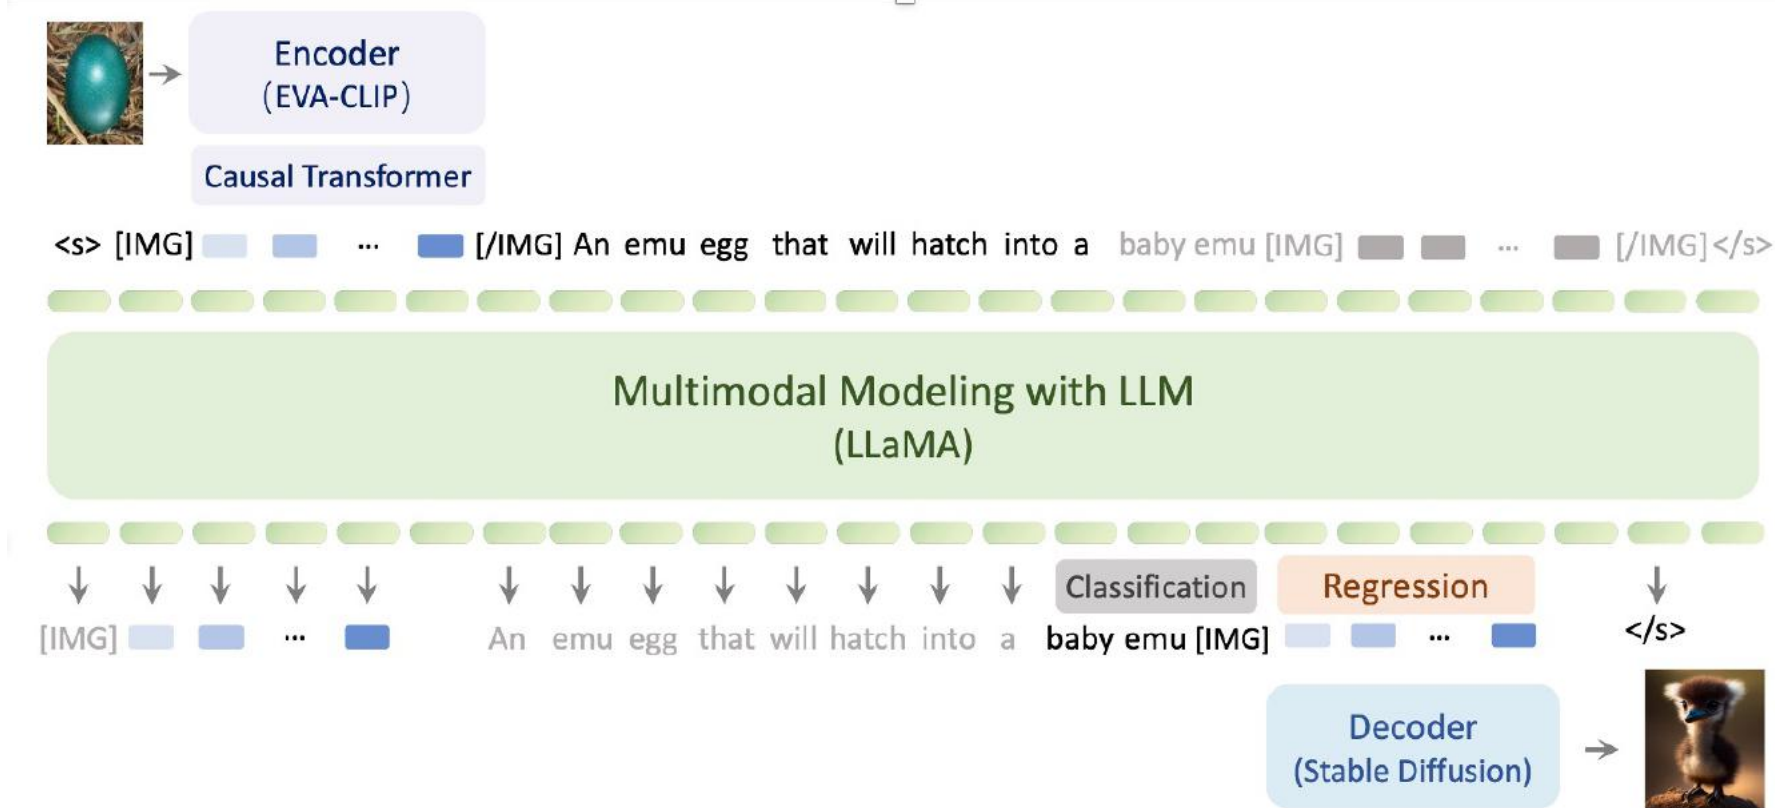 Encoder
(EVA-CLIP)
Causal Transformer
<s> [IMG] ... [/IMG] An emu egg that will hatch into a baby emu [IMG] ... [/IMG] </s>
Multimodal Modeling with LLM
(LLaMA)
Classification Regression
[IMG] ... An emu egg that will hatch into a baby emu [IMG] ... </s>
Decoder
(Stable Diffusion)